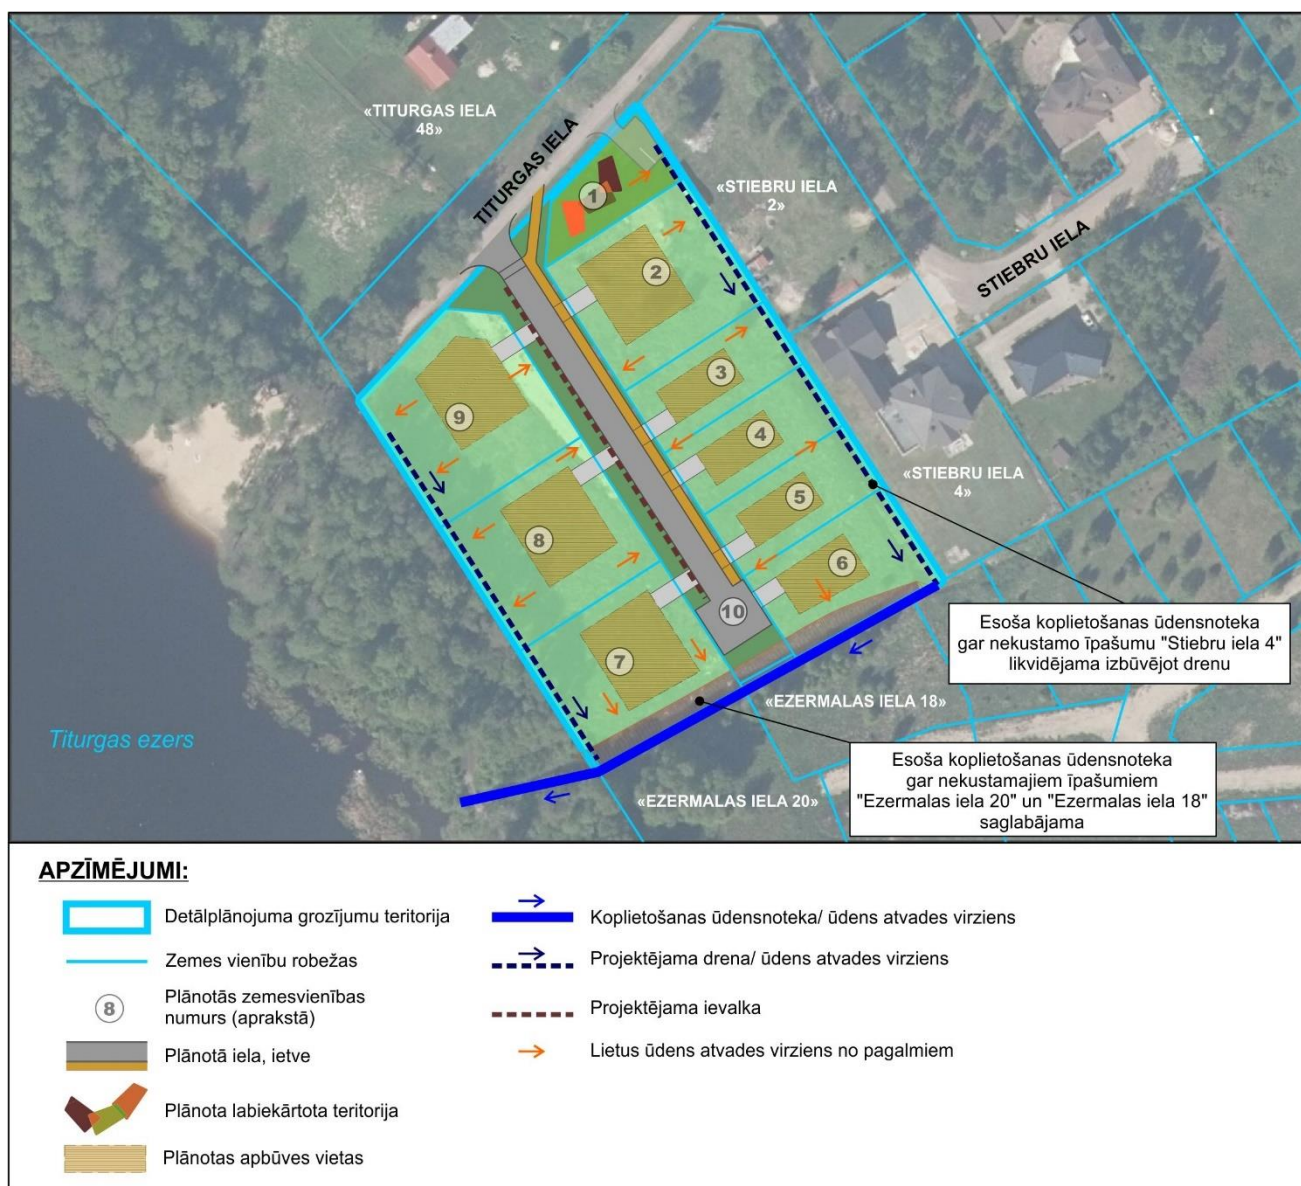 «TITURGAS IELA
48»
TITURGAS IELA
«STIEBRU IELA
2»
STIEBRU IELA
1
2
3
4
5
6
7
8
9
10
«STIEBRU IELA
4»
Esoša koplietošanas ūdensnoteka
gar nekustamo īpašumu "Stiebru iela 4"
likvidējama izbūvējot drenu
«EZERMALAS IELA 18»
Titurgas ezers
Esoša koplietošanas ūdensnoteka
gar nekustamajiem īpašumiem
"Ezermalas iela 20" un "Ezermalas iela 18"
saglabājama
«EZERMALAS IELA 20»
APZĪMĒJUMI:
Detālplānojuma grozījumu teritorija
Zemes vienību robežas
8
Plānotās zemesvienības
numurs (aprakstā)
Plānotā iela, ietve
Plānota labiekārtota teritorija
Plānotas apbūves vietas
Koplietošanas ūdensnoteka/ ūdens atvades virziens
Projektējama drena/ ūdens atvades virziens
Projektējama ievalka
Lietus ūdens atvades virziens no pagalmiem